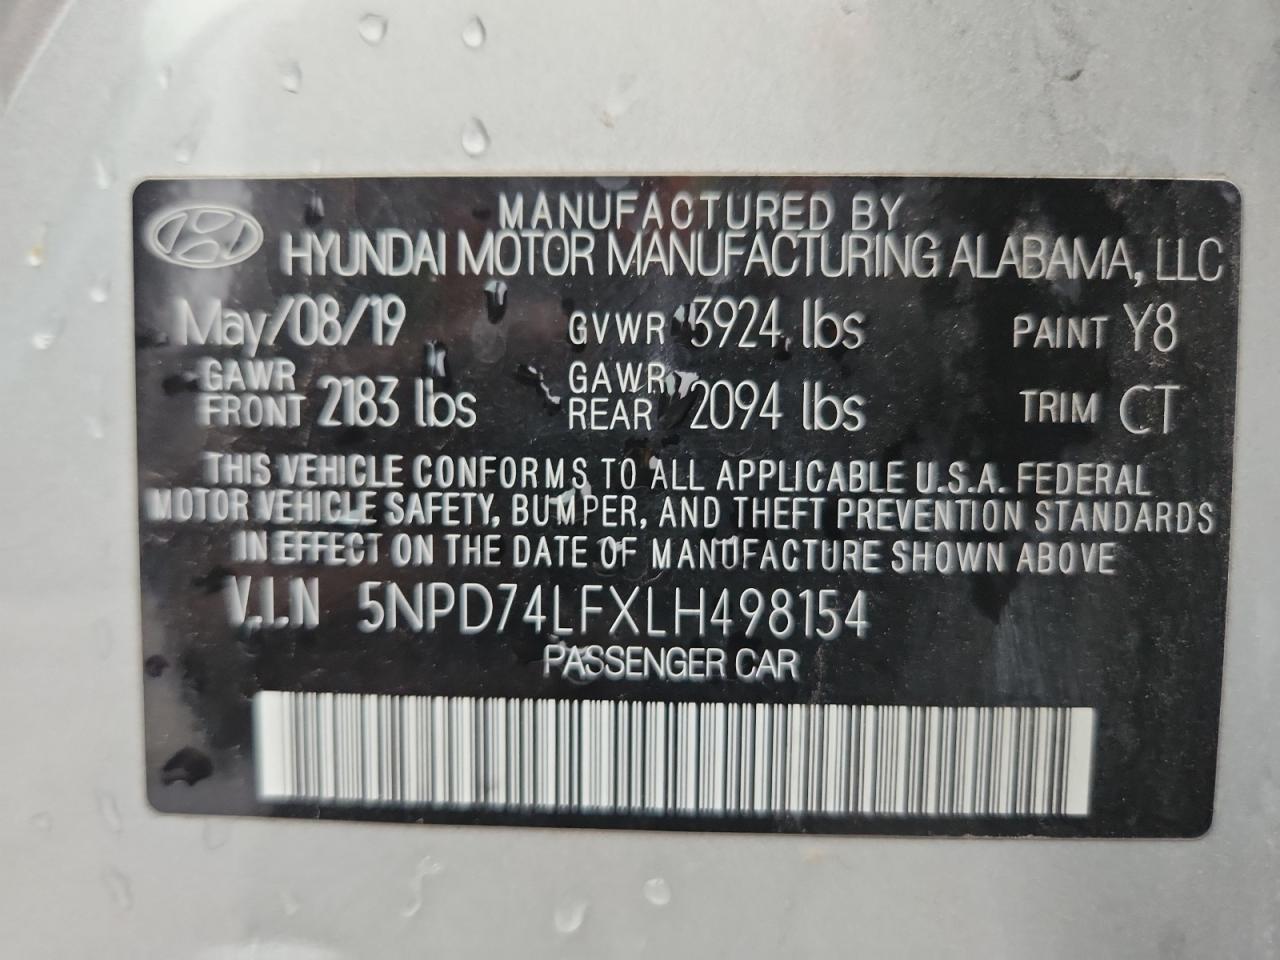 MANUFACTURED BY
HYUNDAI MOTOR MANUFACTURING ALABAMA, LLC
May/08/19 GVWR 3924 lbs PAINT Y8
GAWR FRONT 2183 lbs GAWR REAR 2094 lbs TRIM CT
THIS VEHICLE CONFORMS TO ALL APPLICABLE U.S.A. FEDERAL
MOTOR VEHICLE SAFETY, BUMPER, AND THEFT PREVENTION STANDARDS
IN EFFECT ON THE DATE OF MANUFACTURE SHOWN ABOVE
V.I.N 5NPD74LFXLH498154
PASSENGER CAR